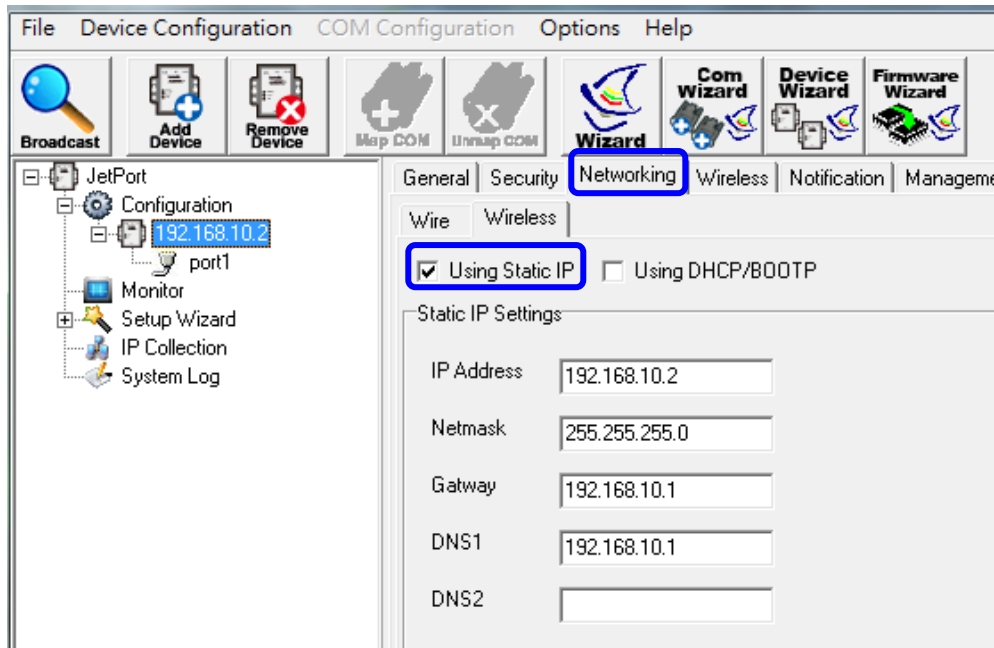 File Device Configuration COM Configuration Options Help
Broadcast
Add Device
Remove Device
Map COM
Unmap COM
Wizard
Com Wizard
Device Wizard
Firmware Wizard
JetPort
Configuration
192.168.10.2
port1
Monitor
Setup Wizard
IP Collection
System Log
General Security Networking Wireless Notification Manageme
Wire Wireless
Using Static IP Using DHCP/BOOTP
Static IP Settings
IP Address 192.168.10.2
Netmask 255.255.255.0
Gatway 192.168.10.1
DNS1 192.168.10.1
DNS2